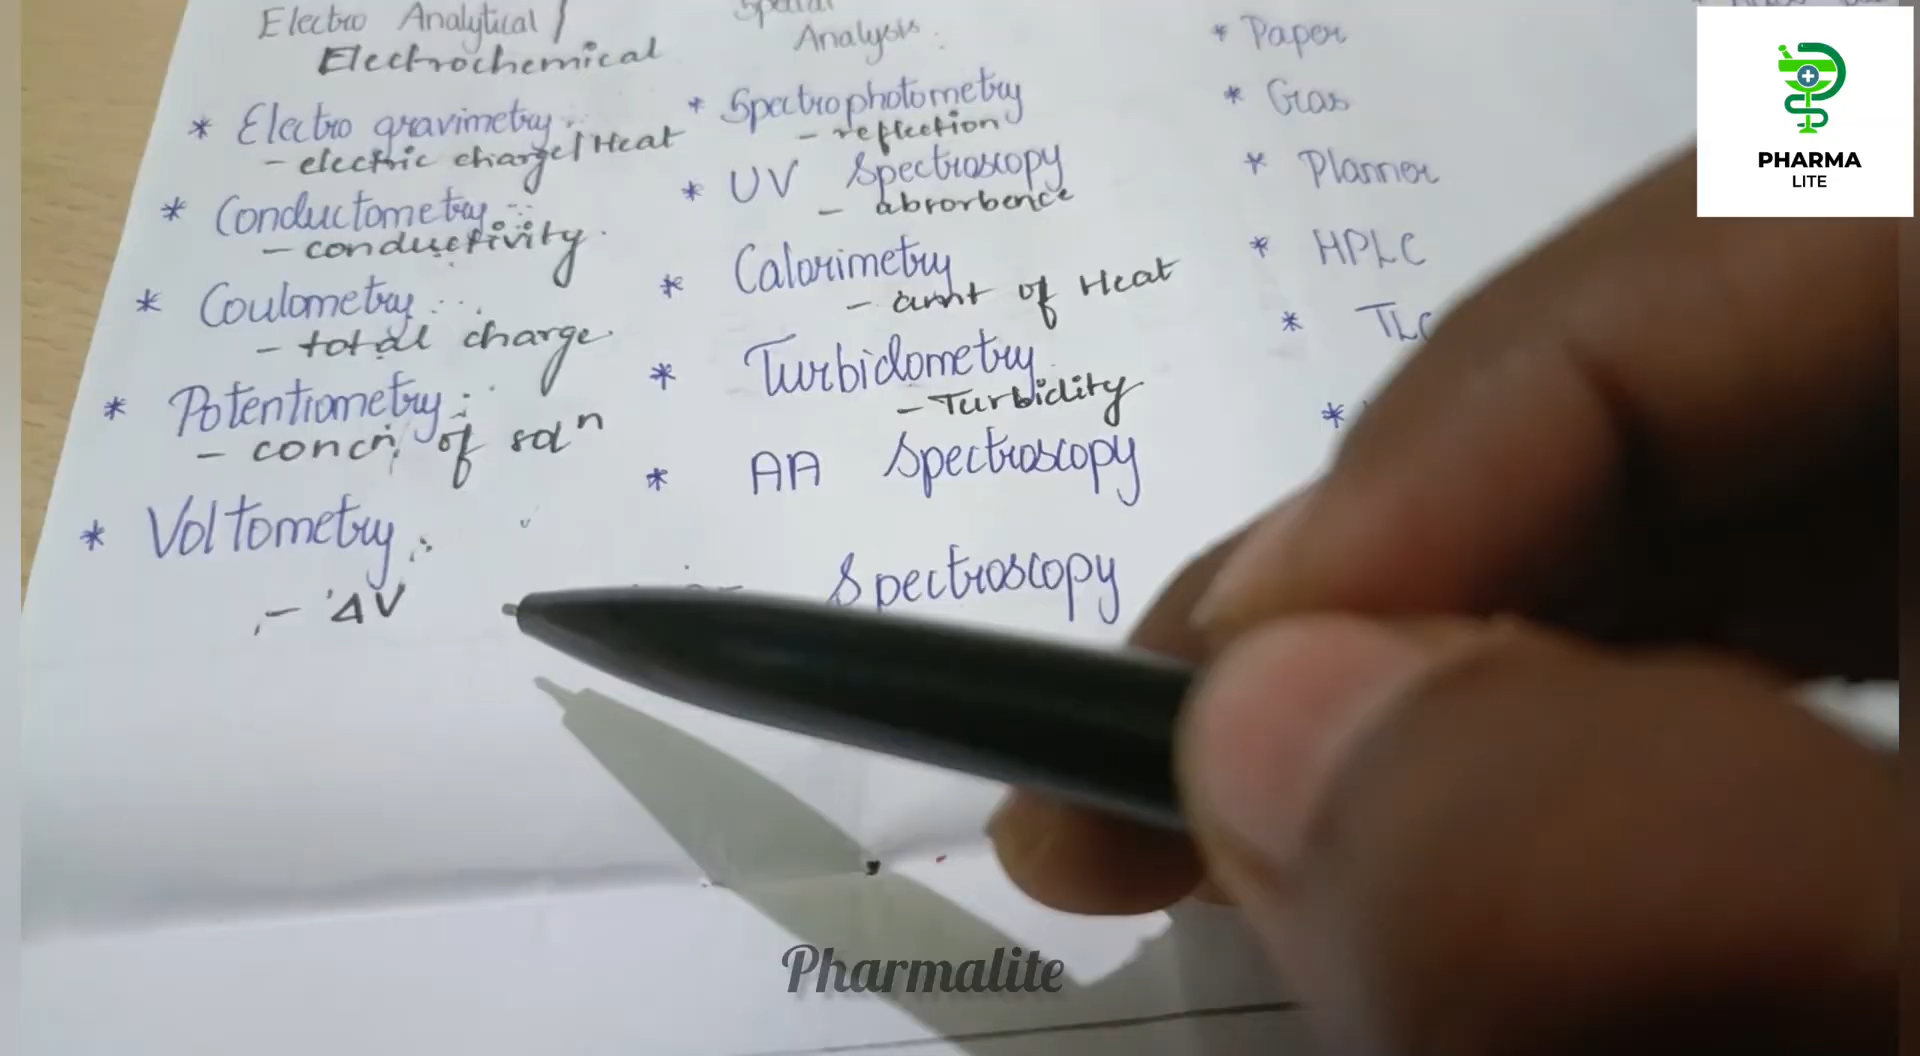 Electro Analytical /
Electrochemical
* Electro gravimetry
- electric charge / Heat
* Conductometry
- conductivity
* Coulometry
- total charge
* Potentiometry
- concn of soln
* Voltometry
- ΔV
Analysis
* Spectrophotometry
- reflection
* UV Spectroscopy
- absorbence
* Calorimetry
- amt of Heat
* Turbidometry
- Turbidity
* AA Spectroscopy
Spectroscopy
* Paper
* Gas
* Planner
* HPLC
* TLC
*
PHARMA
LITE
Pharmalite